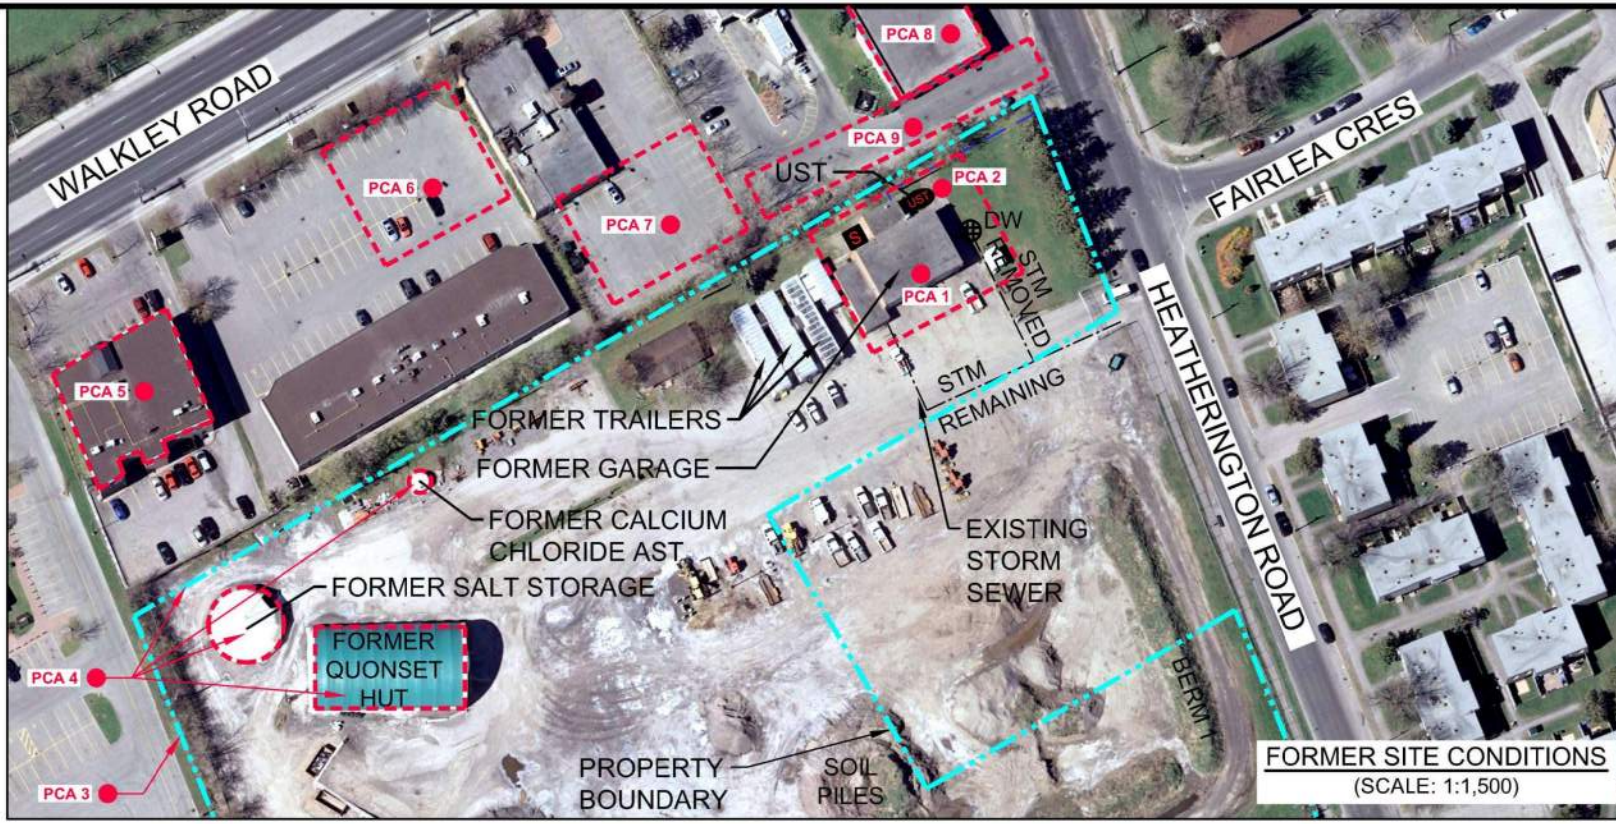 WALKLEY ROAD
PCA 8
PCA 9
UST
UST
PCA 2
FAIRLEA CRES
PCA 6
PCA 7
S
DW
STM
REMOVED
PCA 1
HEATHERINGTON ROAD
PCA 5
STM
REMAINING
FORMER TRAILERS
FORMER GARAGE
FORMER CALCIUM
CHLORIDE AST
EXISTING
STORM
SEWER
FORMER SALT STORAGE
FORMER
QUONSET
HUT
PCA 4
BERM 1
PROPERTY
BOUNDARY
SOIL
PILES
PCA 3
FORMER SITE CONDITIONS
(SCALE: 1:1,500)